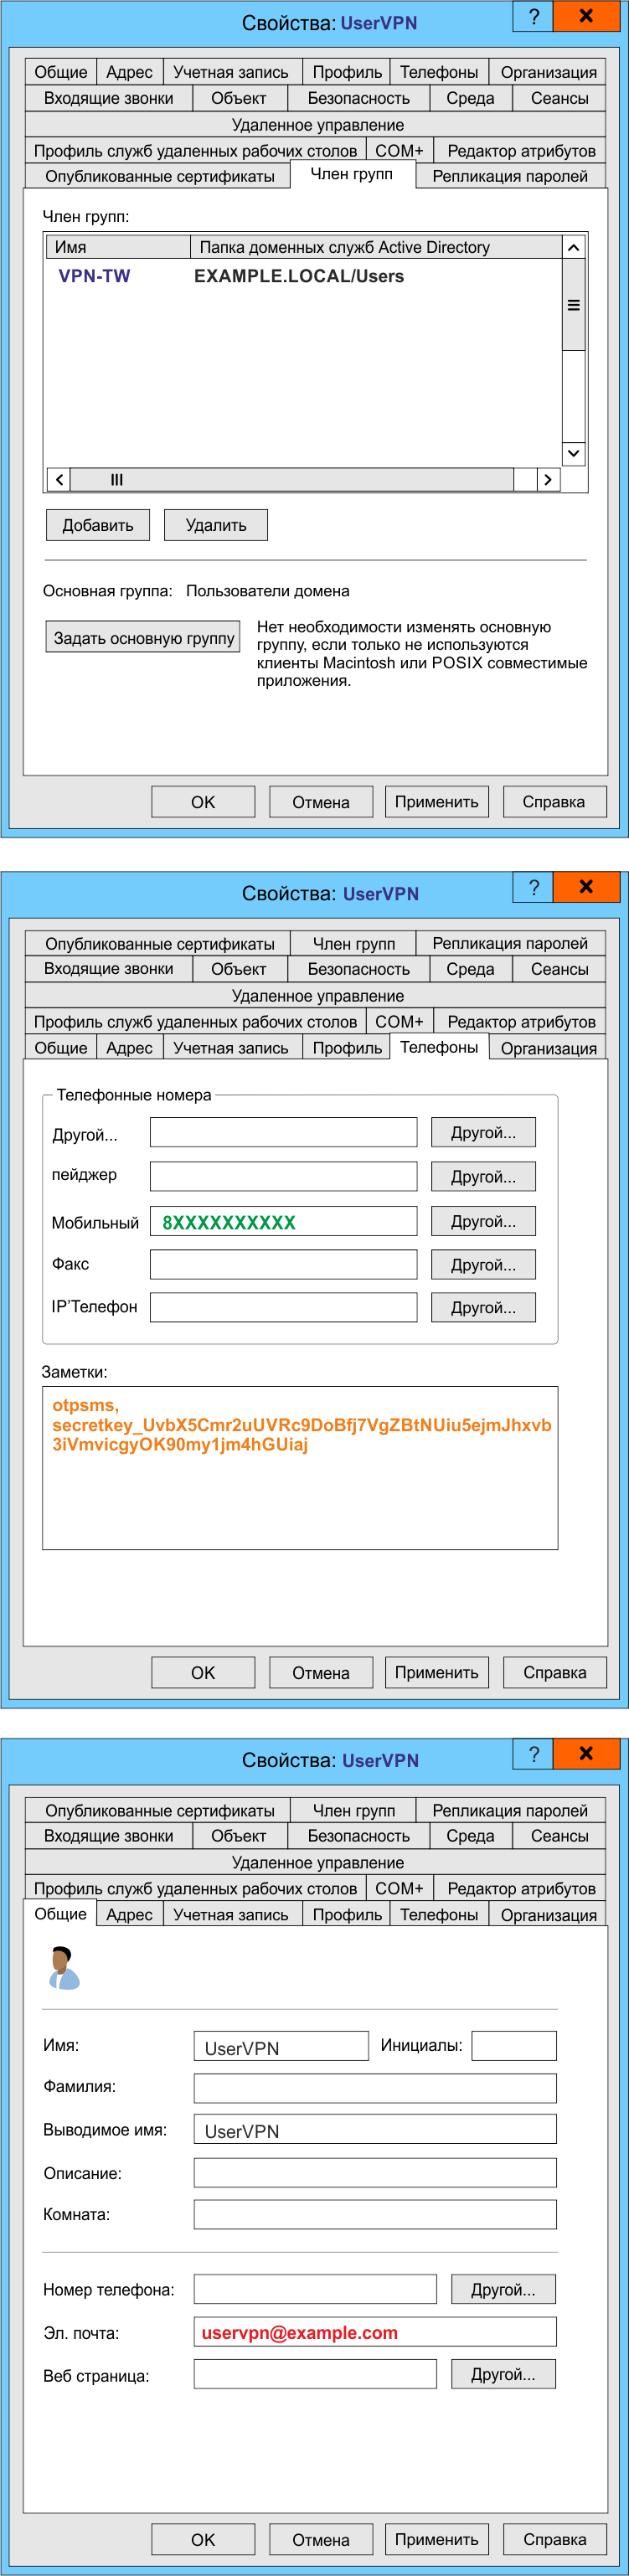 Свойства: UserVPN
?
Общие Адрес Учетная запись Профиль Телефоны Организация
Входящие звонки Объект Безопасность Среда Сеансы
Удаленное управление
Профиль служб удаленных рабочих столов COM+ Редактор атрибутов
Опубликованные сертификаты Член групп Репликация паролей
Член групп:
Имя Папка доменных служб Active Directory
VPN-TW EXAMPLE.LOCAL/Users
Добавить Удалить
Основная группа: Пользователи домена
Задать основную группу
Нет необходимости изменять основную
группу, если только не используются
клиенты Macintosh или POSIX совместимые
приложения.
OK Отмена Применить Справка
Свойства: UserVPN
?
Опубликованные сертификаты Член групп Репликация паролей
Входящие звонки Объект Безопасность Среда Сеансы
Удаленное управление
Профиль служб удаленных рабочих столов COM+ Редактор атрибутов
Общие Адрес Учетная запись Профиль Телефоны Организация
Телефонные номера
Другой... Другой...
пейджер Другой...
Мобильный 8XXXXXXXXXX Другой...
Факс Другой...
IP'Телефон Другой...
Заметки:
otpsms,
secretkey_UvbX5Cmr2uUVRc9DoBfj7VgZBtNUiu5ejmJhxvb
3iVmvicgyOK90my1jm4hGUiaj
OK Отмена Применить Справка
Свойства: UserVPN
?
Опубликованные сертификаты Член групп Репликация паролей
Входящие звонки Объект Безопасность Среда Сеансы
Удаленное управление
Профиль служб удаленных рабочих столов COM+ Редактор атрибутов
Общие Адрес Учетная запись Профиль Телефоны Организация
Имя: UserVPN Инициалы:
Фамилия:
Выводимое имя: UserVPN
Описание:
Комната:
Номер телефона: Другой...
Эл. почта: uservpn@example.com
Веб страница: Другой...
OK Отмена Применить Справка